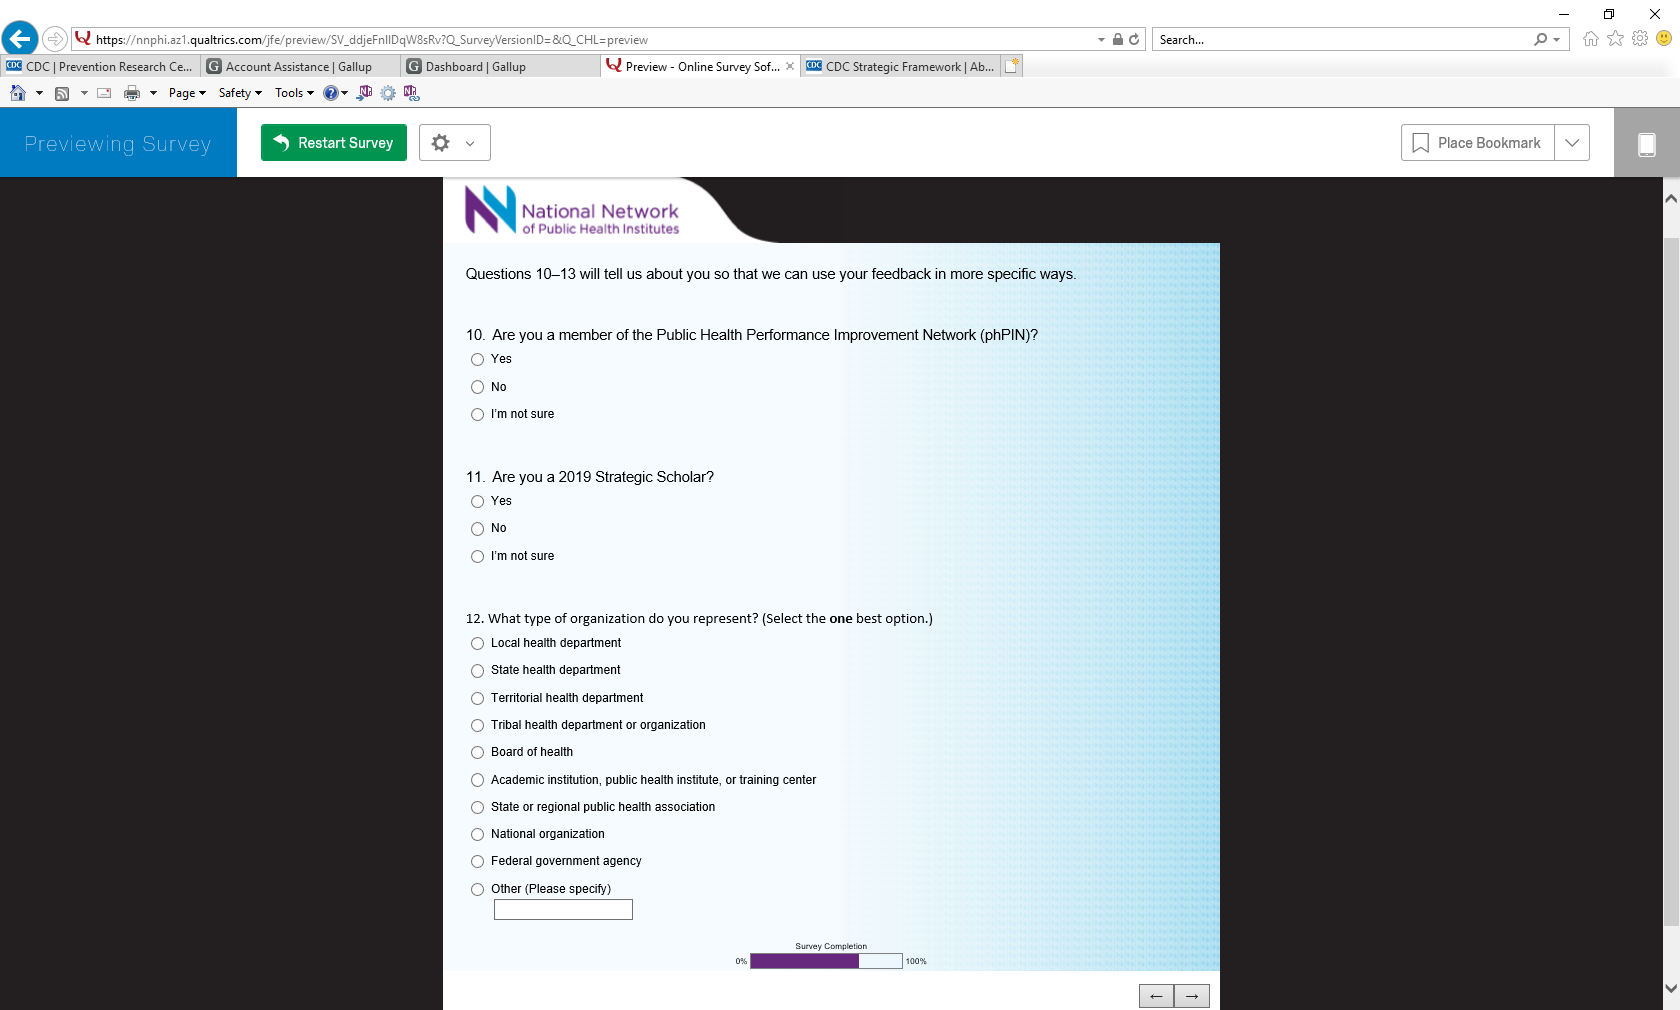 https://nnphi.az1.qualtrics.com/jfe/preview/SV_ddjeFnIIDqW8sRv?Q_SurveyVersionID=&Q_CHL=preview
Search...
CDC | Prevention Research Ce...
Account Assistance | Gallup
Dashboard | Gallup
Preview - Online Survey Sof...
CDC Strategic Framework | Ab...
Page
Safety
Tools
Previewing Survey
Restart Survey
Place Bookmark
National Network
of Public Health Institutes
Questions 10–13 will tell us about you so that we can use your feedback in more specific ways.
10. Are you a member of the Public Health Performance Improvement Network (phPIN)?
Yes
No
I'm not sure
11. Are you a 2019 Strategic Scholar?
Yes
No
I'm not sure
12. What type of organization do you represent? (Select the one best option.)
Local health department
State health department
Territorial health department
Tribal health department or organization
Board of health
Academic institution, public health institute, or training center
State or regional public health association
National organization
Federal government agency
Other (Please specify)
Survey Completion
0%
100%